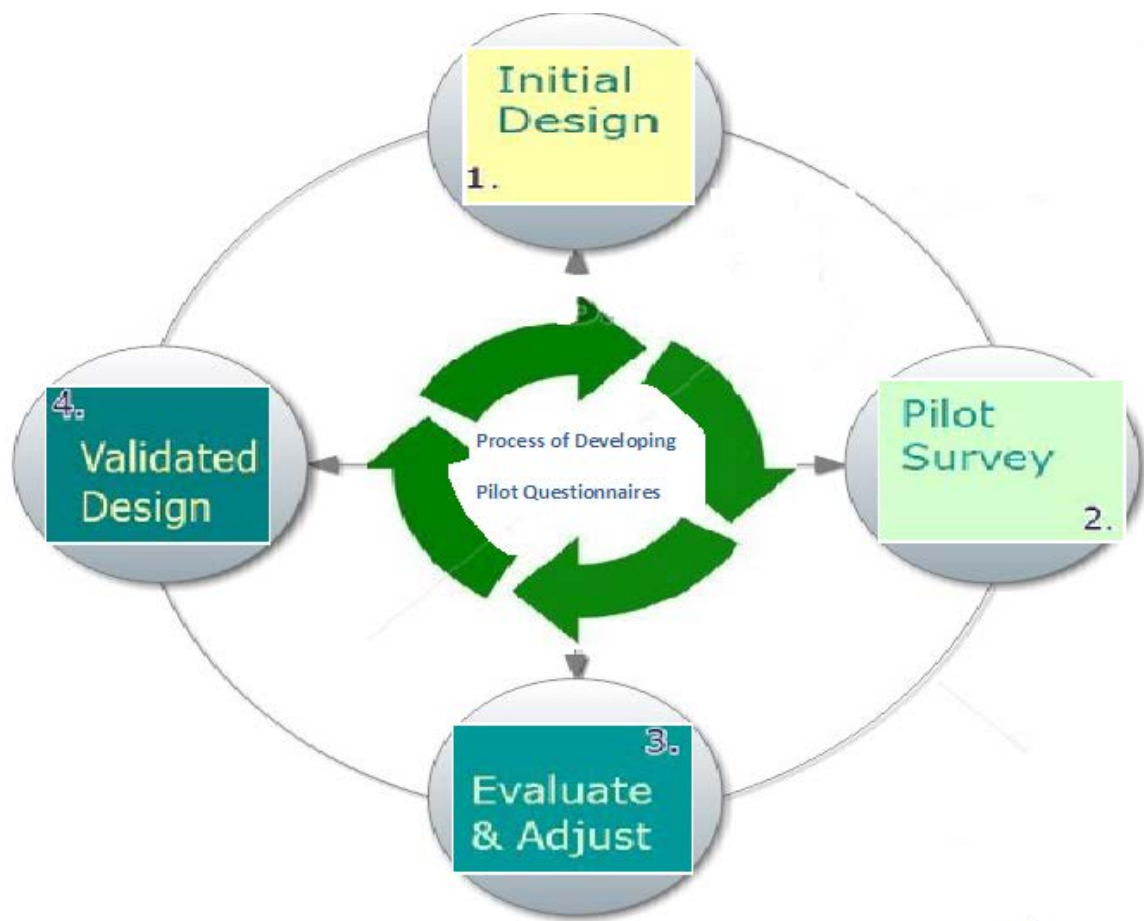 Initial
Design
1.
Process of Developing
Pilot Questionnaires
4.
Validated
Design
Pilot
Survey
2.
3.
Evaluate
& Adjust